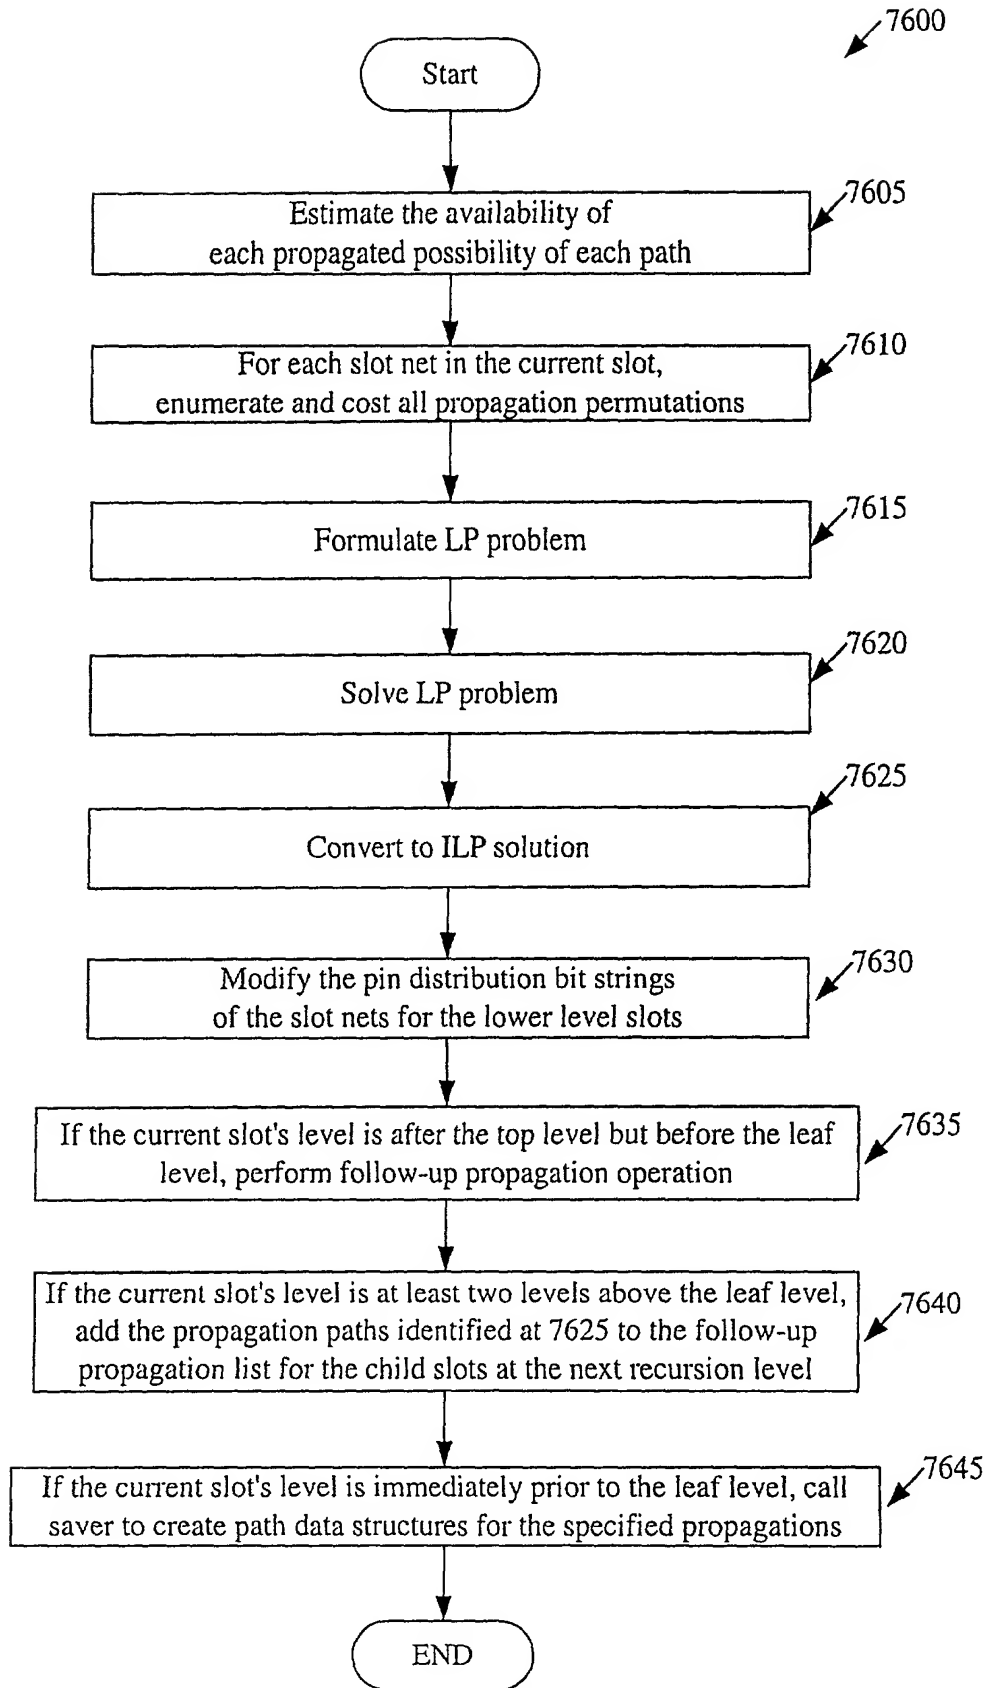 7600
Start
7605
Estimate the availability of
each propagated possibility of each path
7610
For each slot net in the current slot,
enumerate and cost all propagation permutations
7615
Formulate LP problem
7620
Solve LP problem
7625
Convert to ILP solution
7630
Modify the pin distribution bit strings
of the slot nets for the lower level slots
7635
If the current slot's level is after the top level but before the leaf
level, perform follow-up propagation operation
7640
If the current slot's level is at least two levels above the leaf level,
add the propagation paths identified at 7625 to the follow-up
propagation list for the child slots at the next recursion level
7645
If the current slot's level is immediately prior to the leaf level, call
saver to create path data structures for the specified propagations
END